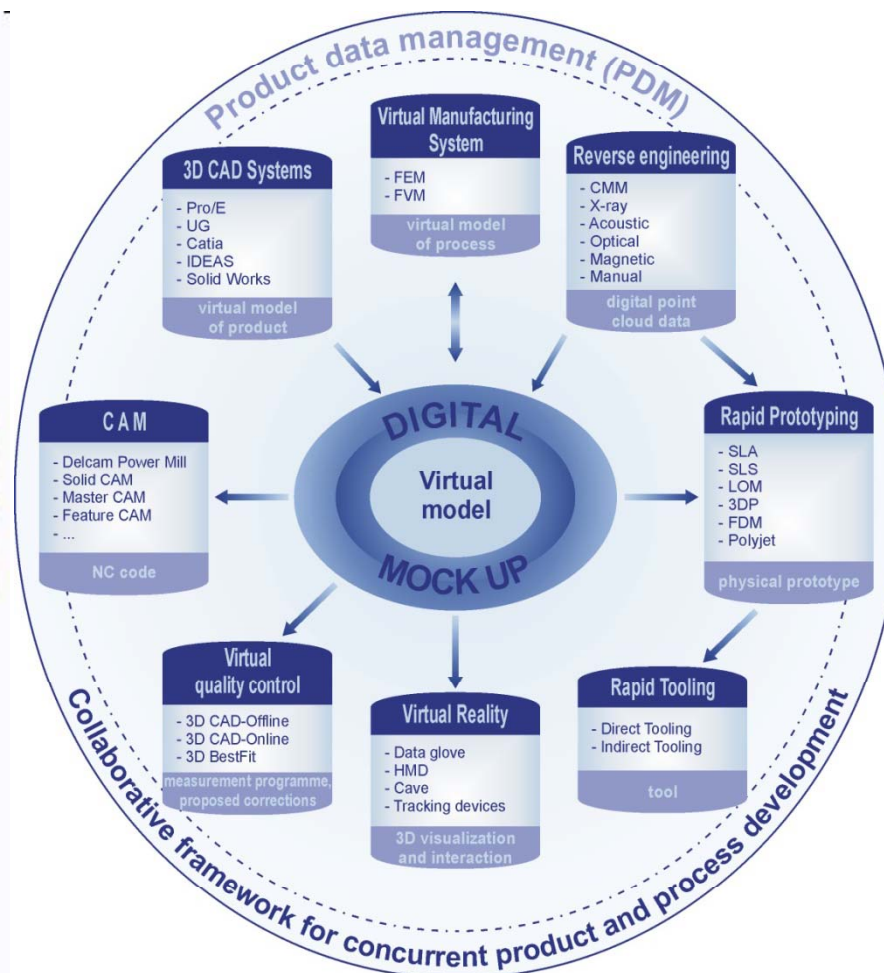 Product data management (PDM)
Virtual Manufacturing
System
- FEM
- FVM
virtual model
of process
3D CAD Systems
- Pro/E
- UG
- Catia
- IDEAS
- Solid Works
virtual model
of product
Reverse engineering
- CMM
- X-ray
- Acoustic
- Optical
- Magnetic
- Manual
digital point
cloud data
CAM
- Delcam Power Mill
- Solid CAM
- Master CAM
- Feature CAM
- ...
NC code
DIGITAL
Virtual
model
MOCK UP
Rapid Prototyping
- SLA
- SLS
- LOM
- 3DP
- FDM
- Polyjet
physical prototype
Virtual
quality control
- 3D CAD-Offline
- 3D CAD-Online
- 3D BestFit
measurement programme,
proposed corrections
Virtual Reality
- Data glove
- HMD
- Cave
- Tracking devices
3D visualization
and interaction
Rapid Tooling
- Direct Tooling
- Indirect Tooling
tool
Collaborative framework for concurrent product and process development